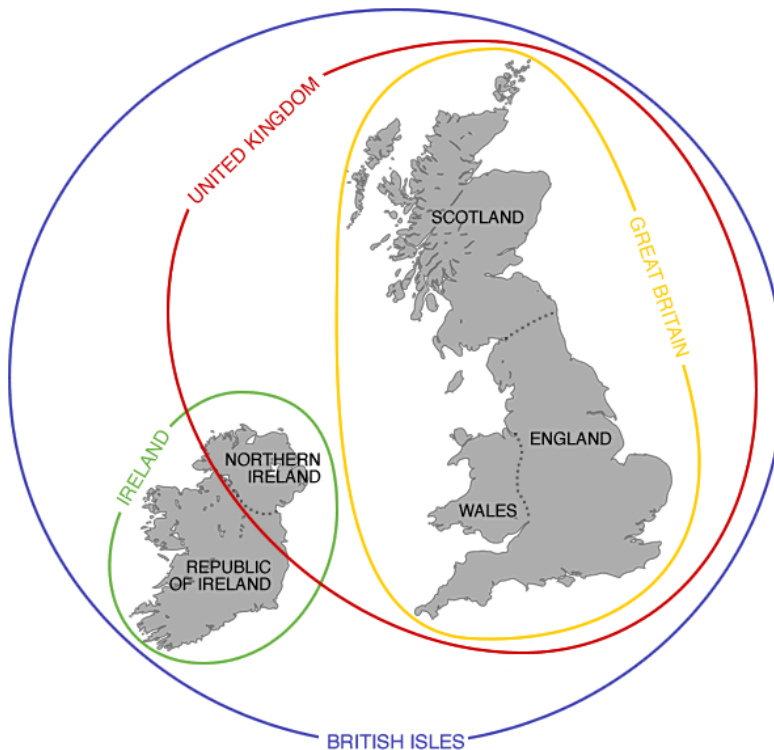 UNITED KINGDOM
SCOTLAND
GREAT BRITAIN
IRELAND
ENGLAND
NORTHERN
IRELAND
WALES
REPUBLIC
OF IRELAND
BRITISH ISLES